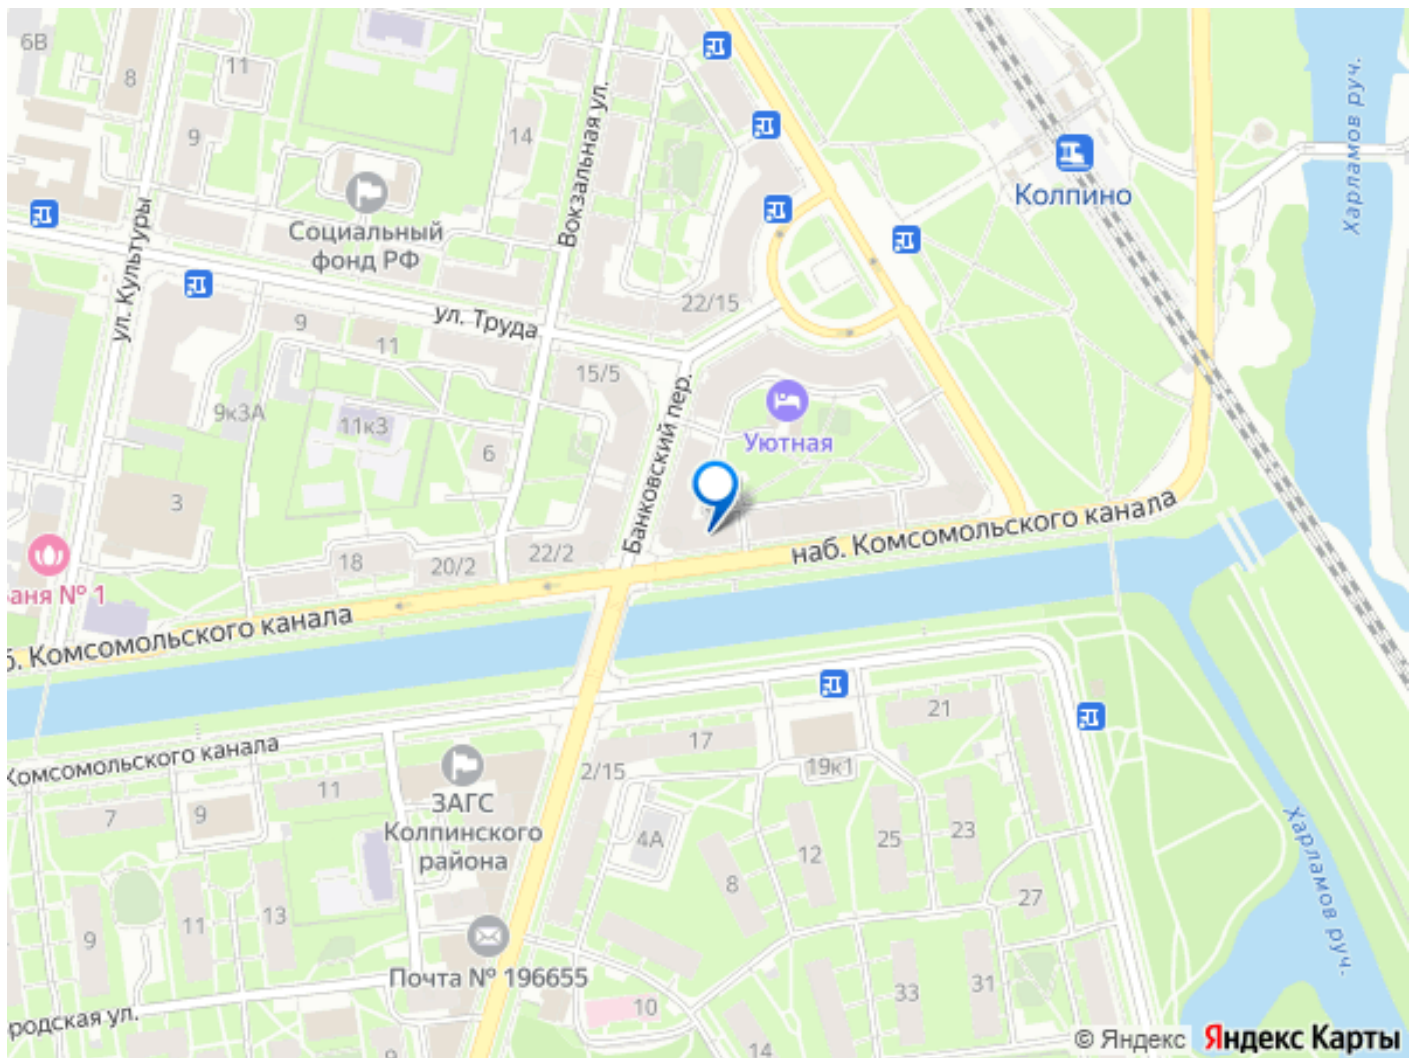 6В
8
11
9
14
Вокзальная ул.
ул. Культуры
Социальный
фонд РФ
Колпино
Харламов руч.
22/15
ул. Труда
9
11
15/5
Банковский пер.
9к3А
11к3
6
Уютная
3
18
20/2
22/2
наб. Комсомольского канала
аня № 1
б. Комсомольского канала
Комсомольского канала
21
17
2/15
19к1
11
9
7
ЗАГС
Колпинского
района
4А
12
25
23
8
27
Харламов руч.
9
11
13
Почта № 196655
10
33
31
14
9
родская ул.
© Яндекс Яндекс Карты